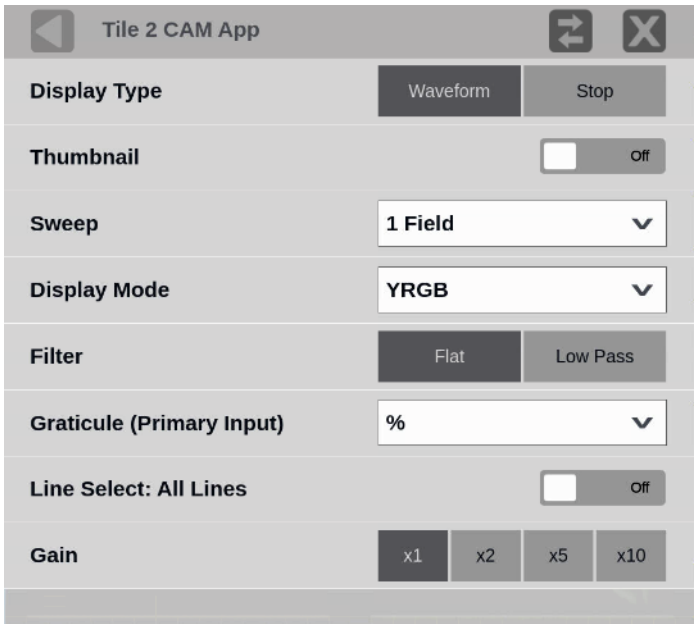 Tile 2 CAM App
X
Display Type Waveform Stop
Thumbnail Off
Sweep 1 Field
Display Mode YRGB
Filter Flat Low Pass
Graticule (Primary Input) %
Line Select: All Lines Off
Gain x1 x2 x5 x10